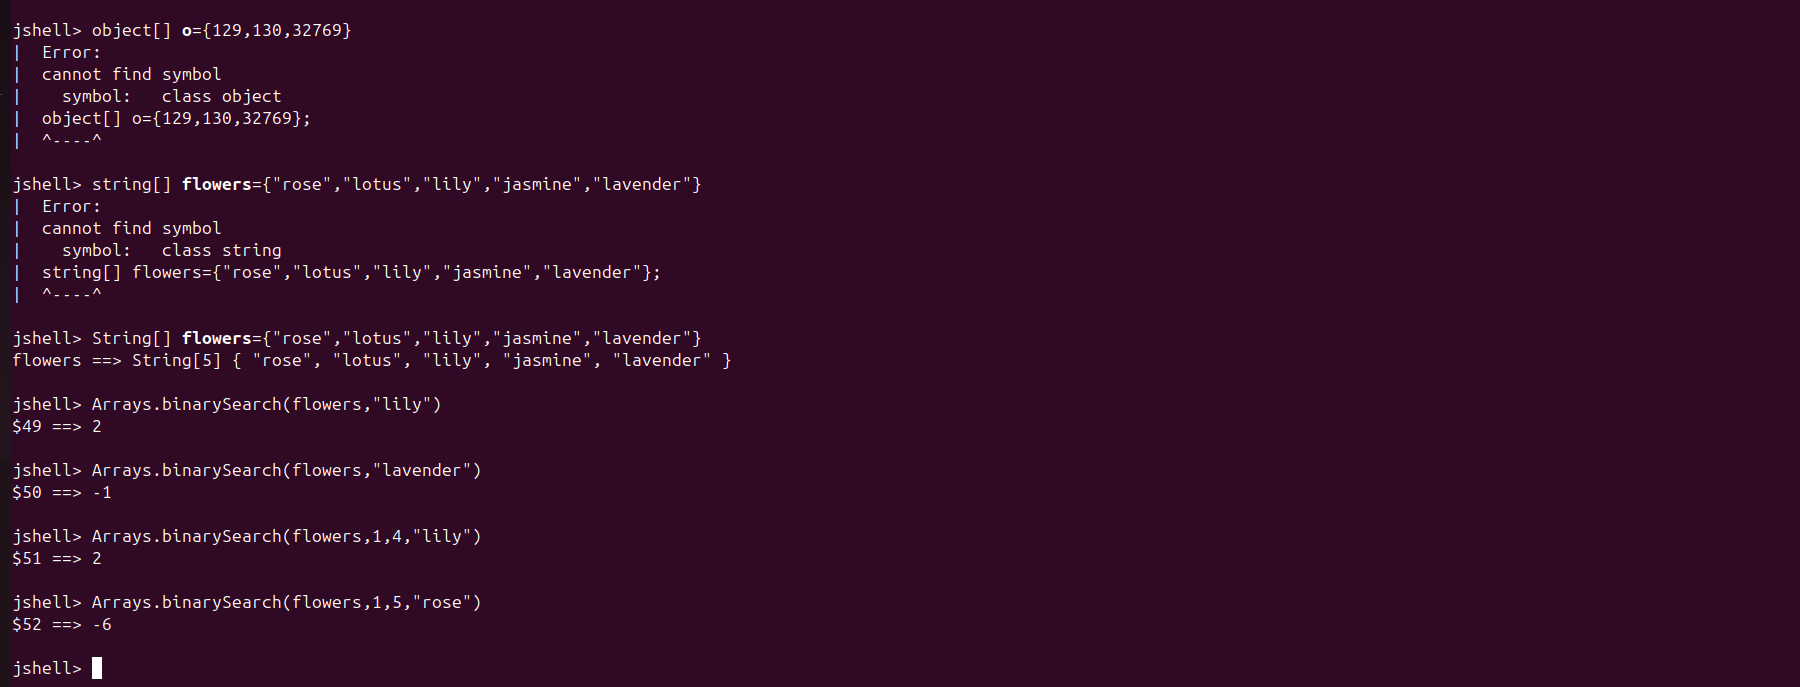 jshell> object[] o={129,130,32769}
|  Error:
|  cannot find symbol
|    symbol:   class object
|  object[] o={129,130,32769};
|  ^----^
jshell> string[] flowers={"rose","lotus","lily","jasmine","lavender"}
|  Error:
|  cannot find symbol
|    symbol:   class string
|  string[] flowers={"rose","lotus","lily","jasmine","lavender"};
|  ^----^
jshell> String[] flowers={"rose","lotus","lily","jasmine","lavender"}
flowers ==> String[5] { "rose", "lotus", "lily", "jasmine", "lavender" }
jshell> Arrays.binarySearch(flowers,"lily")
$49 ==> 2
jshell> Arrays.binarySearch(flowers,"lavender")
$50 ==> -1
jshell> Arrays.binarySearch(flowers,1,4,"lily")
$51 ==> 2
jshell> Arrays.binarySearch(flowers,1,5,"rose")
$52 ==> -6
jshell>